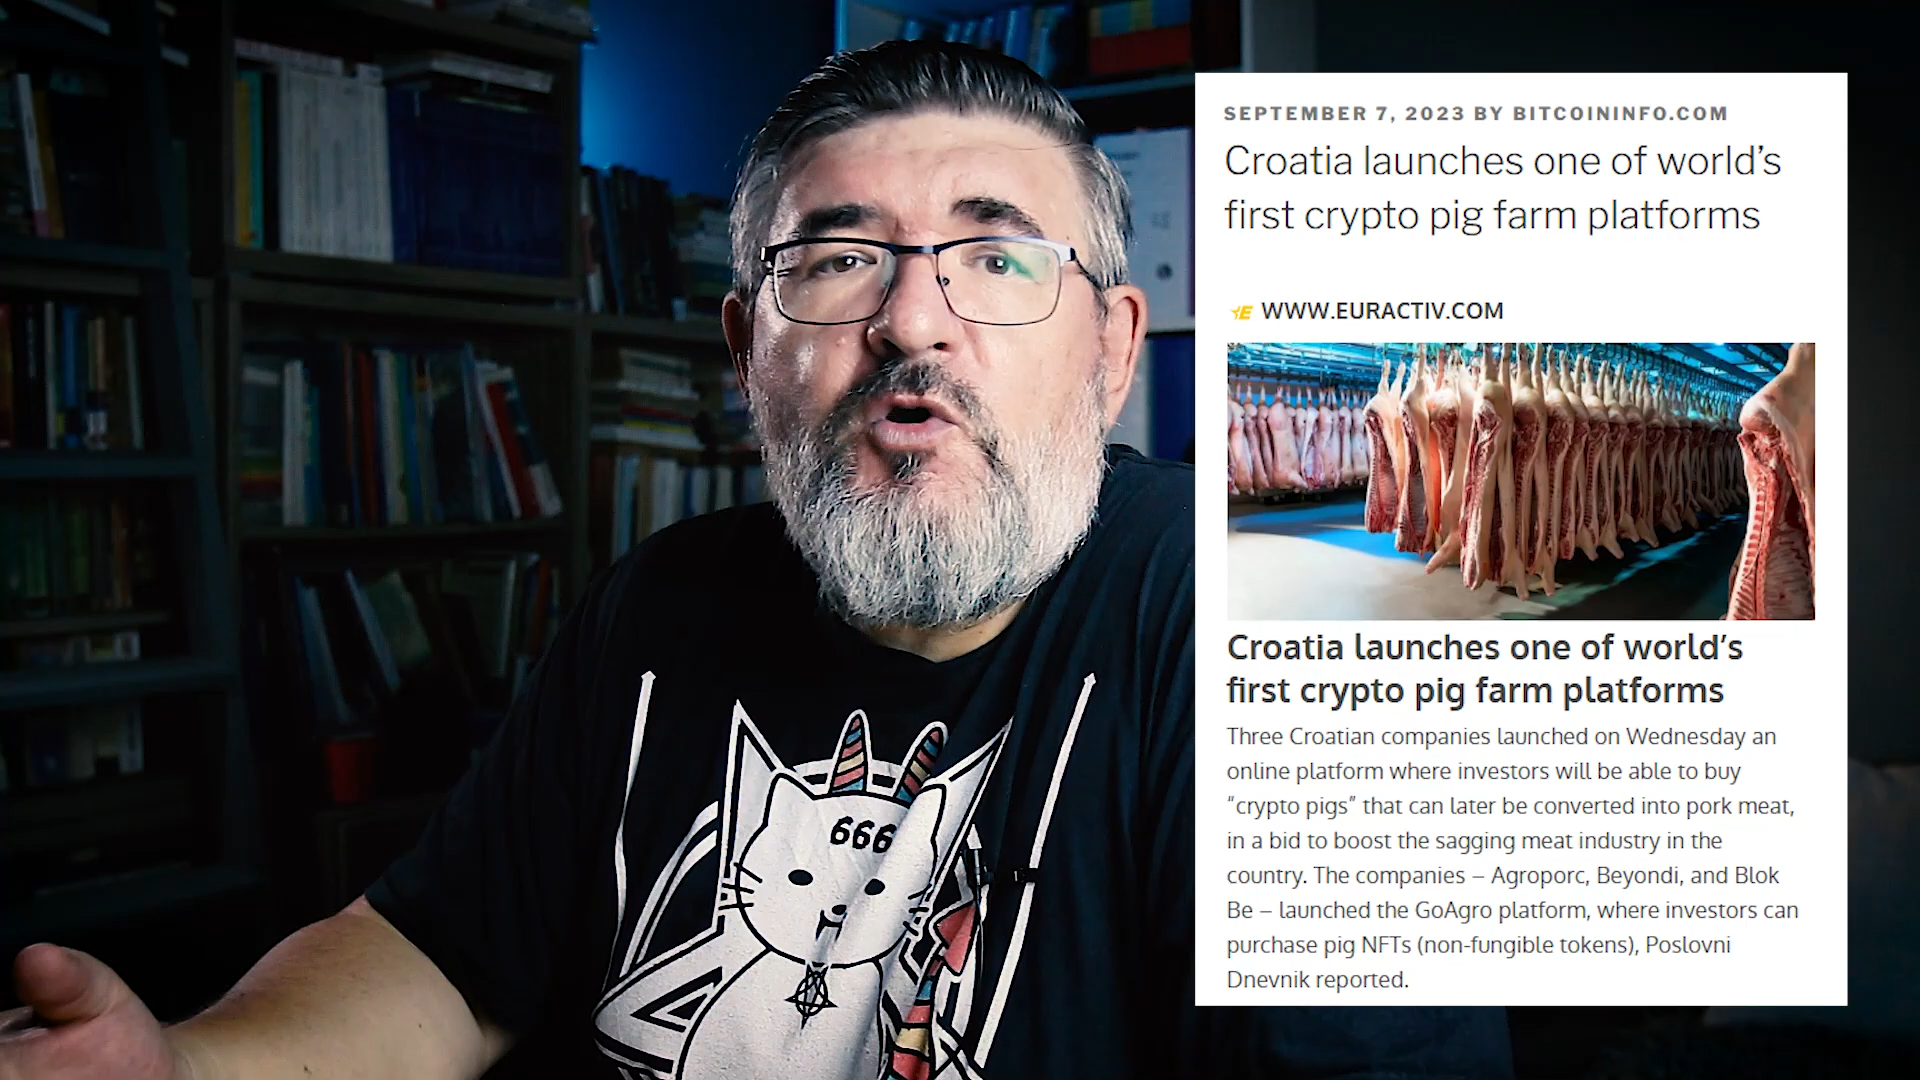 SEPTEMBER 7, 2023 BY BITCOININFO.COM
Croatia launches one of world’s
first crypto pig farm platforms
WWW.EURACTIV.COM
Croatia launches one of world’s
first crypto pig farm platforms
Three Croatian companies launched on Wednesday an
online platform where investors will be able to buy
“crypto pigs” that can later be converted into pork meat,
in a bid to boost the sagging meat industry in the
country. The companies – Agroporc, Beyondi, and Blok
Be – launched the GoAgro platform, where investors can
purchase pig NFTs (non-fungible tokens), Poslovni
Dnevnik reported.
666